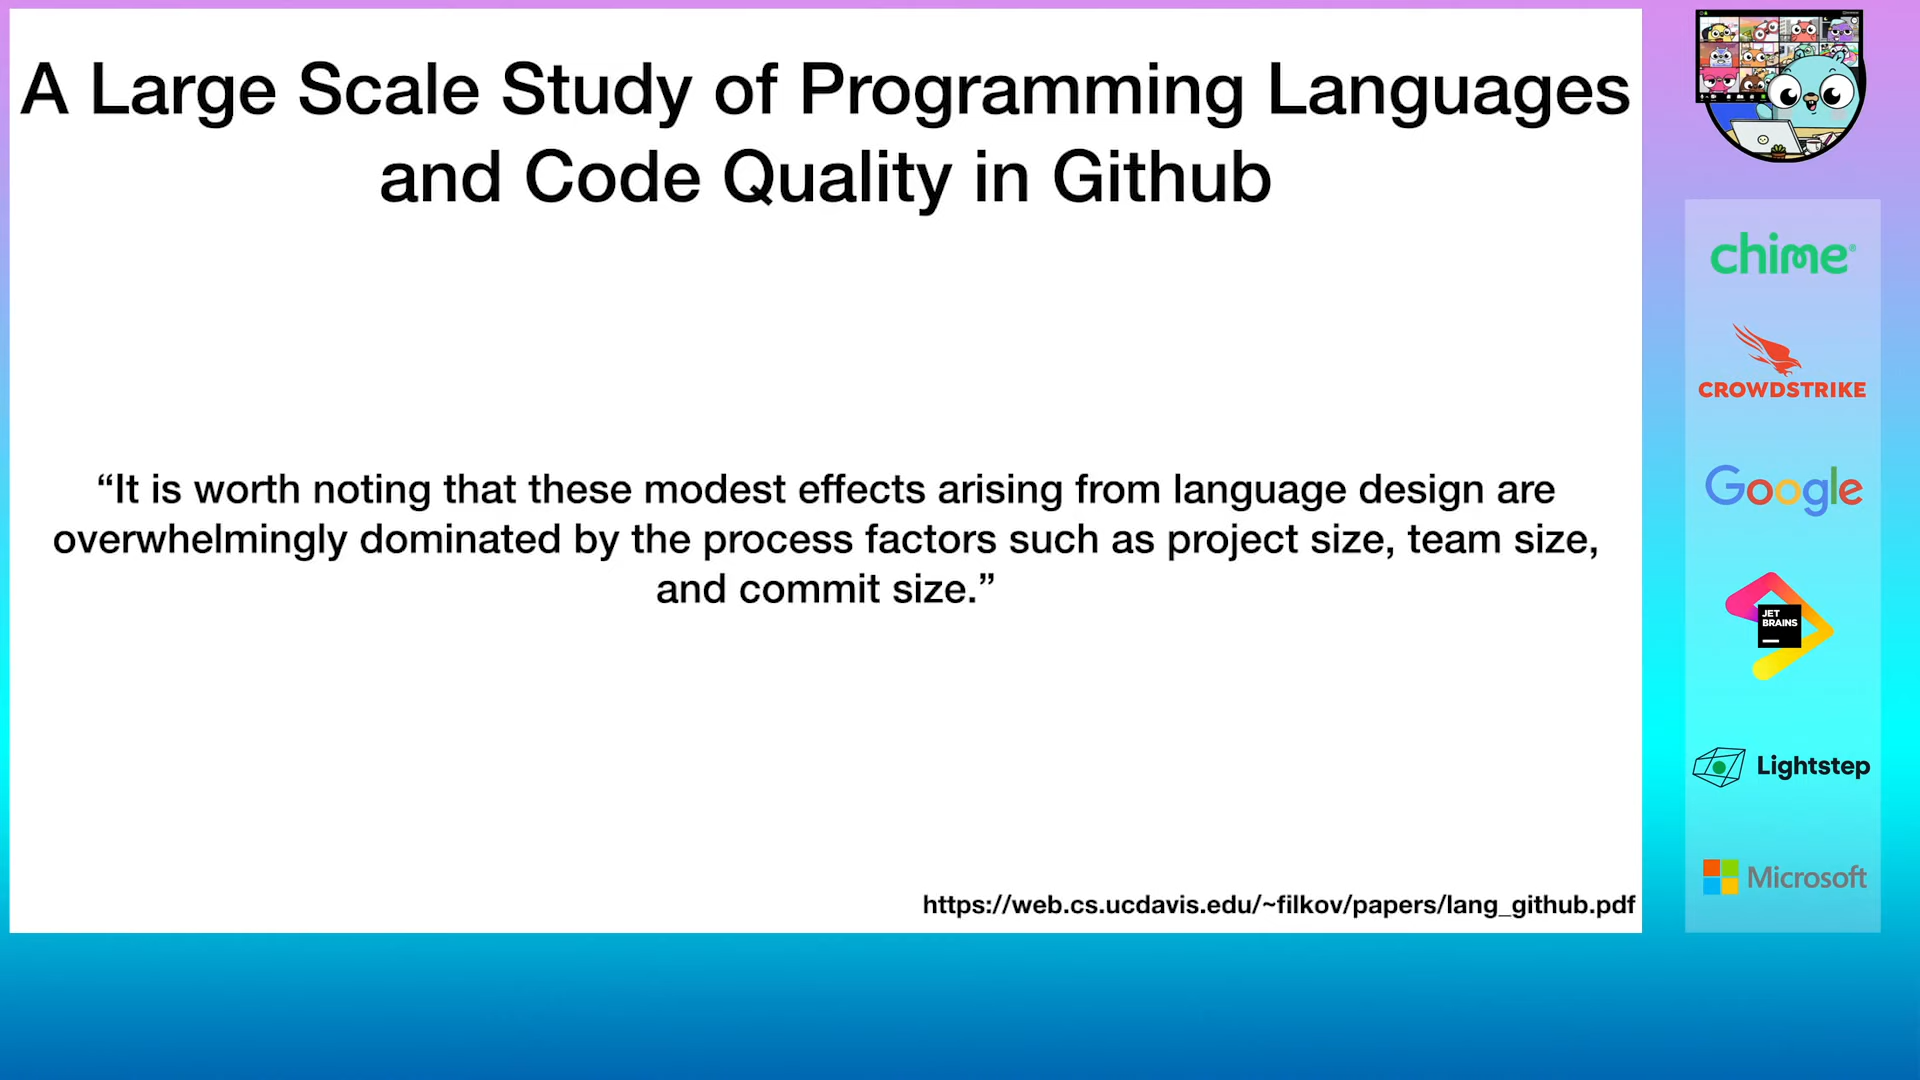 A Large Scale Study of Programming Languages
and Code Quality in Github
“It is worth noting that these modest effects arising from language design are
overwhelmingly dominated by the process factors such as project size, team size,
and commit size.”
https://web.cs.ucdavis.edu/~filkov/papers/lang_github.pdf
chime®
CROWDSTRIKE
Google
JET
BRAINS
Lightstep
Microsoft